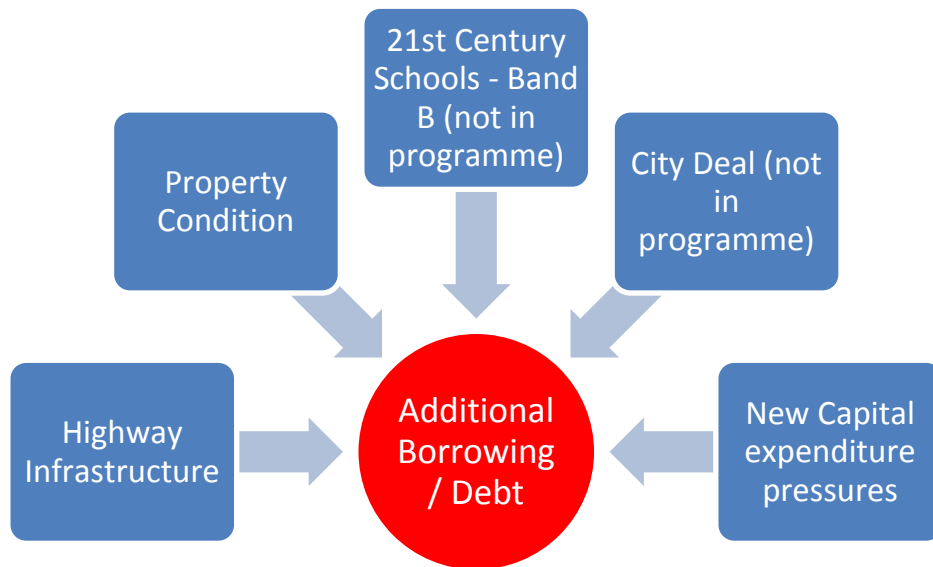 21st Century
Schools - Band
B (not in
programme)
Property
Condition
City Deal (not
in
programme)
Highway
Infrastructure
Additional
Borrowing
/ Debt
New Capital
expenditure
pressures